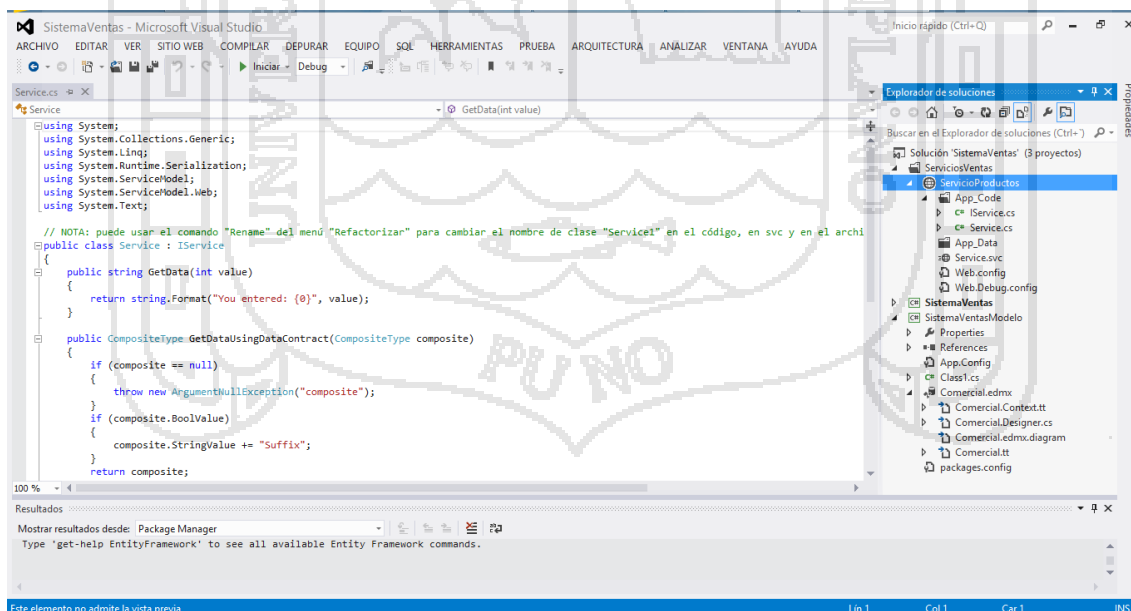 SistemaVentas - Microsoft Visual Studio
Inicio rápido (Ctrl+Q)
ARCHIVO EDITAR VER SITIO WEB COMPILAR DEPURAR EQUIPO SQL HERRAMIENTAS PRUEBA ARQUITECTURA ANALIZAR VENTANA AYUDA
Iniciar Debug
Service.cs
Service
GetData(int value)
using System;
using System.Collections.Generic;
using System.Linq;
using System.Runtime.Serialization;
using System.ServiceModel;
using System.ServiceModel.Web;
using System.Text;
// NOTA: puede usar el comando "Rename" del menú "Refactorizar" para cambiar el nombre de clase "Service1" en el código, en svc y en el archi
public class Service : IService
{
public string GetData(int value)
{
return string.Format("You entered: {0}", value);
}
public CompositeType GetDataUsingDataContract(CompositeType composite)
{
if (composite == null)
{
throw new ArgumentNullException("composite");
}
if (composite.BoolValue)
{
composite.StringValue += "Suffix";
}
return composite;
100 %
Explorador de soluciones
Buscar en el Explorador de soluciones (Ctrl+¨)
Solución 'SistemaVentas' (3 proyectos)
ServiciosVentas
ServicioProductos
App_Code
C# IService.cs
C# Service.cs
App_Data
Service.svc
Web.config
Web.Debug.config
C# SistemaVentas
C# SistemaVentasModelo
Properties
References
App.Config
C# Class1.cs
Comercial.edmx
Comercial.Context.tt
Comercial.Designer.cs
Comercial.edmx.diagram
Comercial.tt
packages.config
Propiedades
Resultados
Mostrar resultados desde: Package Manager
Type 'get-help EntityFramework' to see all available Entity Framework commands.
Este elemento no admite la vista previa
Lín 1 Col 1 Car 1 INS
PUNO